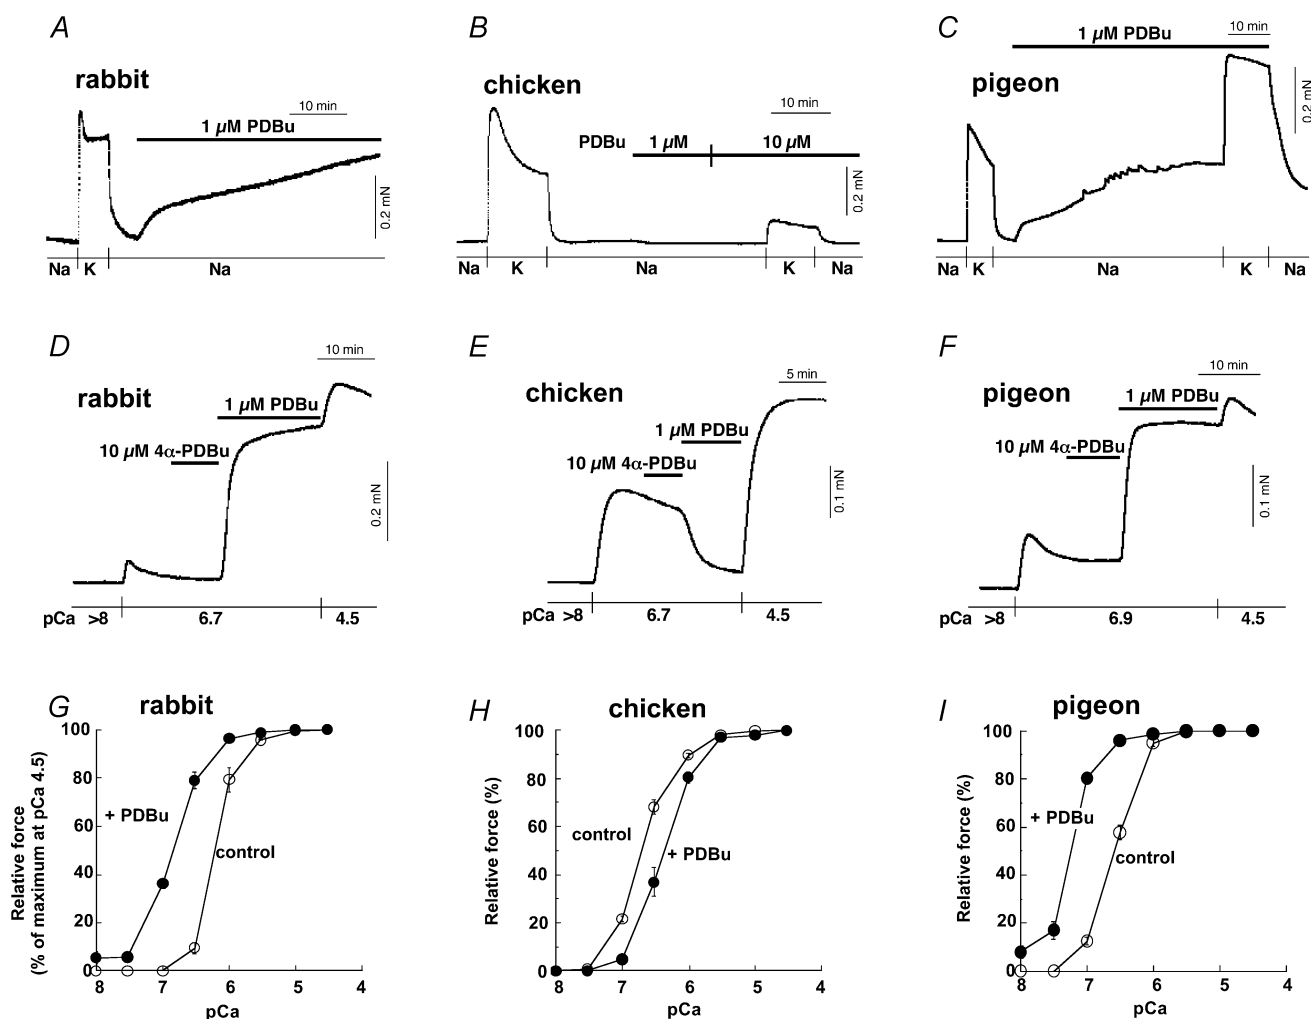 A
rabbit
10 min
1 µM PDBu
0.2 mN
Na K Na
B
chicken
10 min
PDBu 1 µM 10 µM
0.2 mN
Na K Na K Na
C
10 min
1 µM PDBu
pigeon
0.2 mN
Na K Na K Na
D
10 min
rabbit
1 µM PDBu
10 µM 4α-PDBu
0.2 mN
pCa >8 6.7 4.5
E
5 min
chicken
1 µM PDBu
10 µM 4α-PDBu
0.1 mN
pCa >8 6.7 4.5
F
10 min
pigeon
1 µM PDBu
10 µM 4α-PDBu
0.1 mN
pCa >8 6.9 4.5
G
rabbit
Relative force
(% of maximum at pCa 4.5)
100
80
60
40
20
0
+ PDBu
control
8 7 6 5 4
pCa
H
chicken
Relative force (%)
100
80
60
40
20
0
control
+ PDBu
8 7 6 5 4
pCa
I
pigeon
Relative force (%)
100
80
60
40
20
0
+ PDBu
control
8 7 6 5 4
pCa